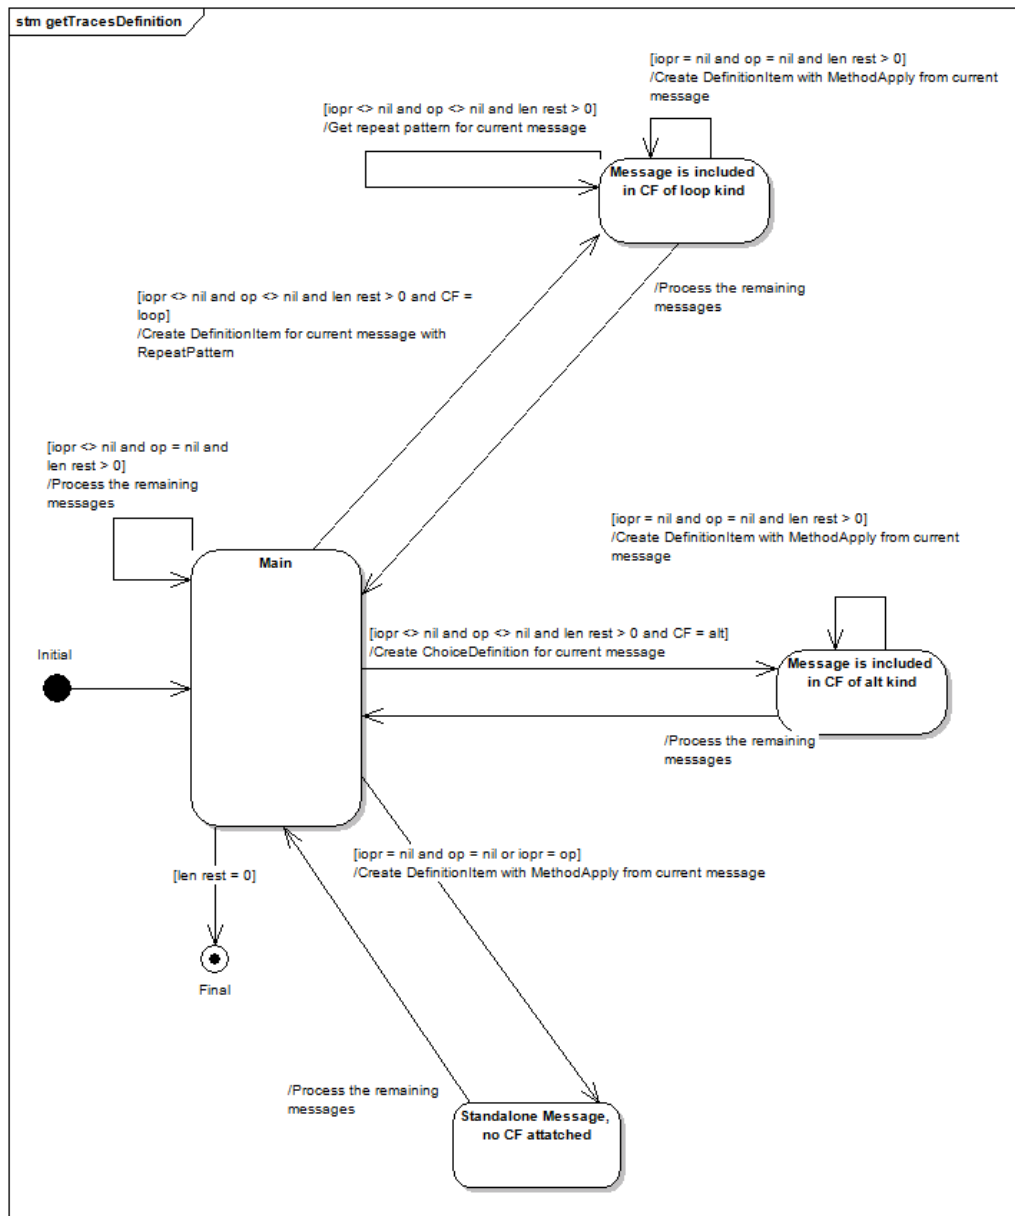 stm getTracesDefinition
[iopr = nil and op = nil and len rest > 0]
/Create DefinitionItem with MethodApply from current
message
[iopr <> nil and op <> nil and len rest > 0]
/Get repeat pattern for current message
Message is included
in CF of loop kind
[iopr <> nil and op <> nil and len rest > 0 and CF =
loop]
/Create DefinitionItem for current message with
RepeatPattern
/Process the remaining
messages
[iopr <> nil and op = nil and
len rest > 0]
/Process the remaining
messages
[iopr = nil and op = nil and len rest > 0]
/Create DefinitionItem with MethodApply from current
message
Main
Initial
[iopr <> nil and op <> nil and len rest > 0 and CF = alt]
/Create ChoiceDefinition for current message
Message is included
in CF of alt kind
/Process the remaining
messages
[iopr = nil and op = nil or iopr = op]
/Create DefinitionItem with MethodApply from current message
[len rest = 0]
Final
/Process the remaining
messages
Standalone Message,
no CF attatched